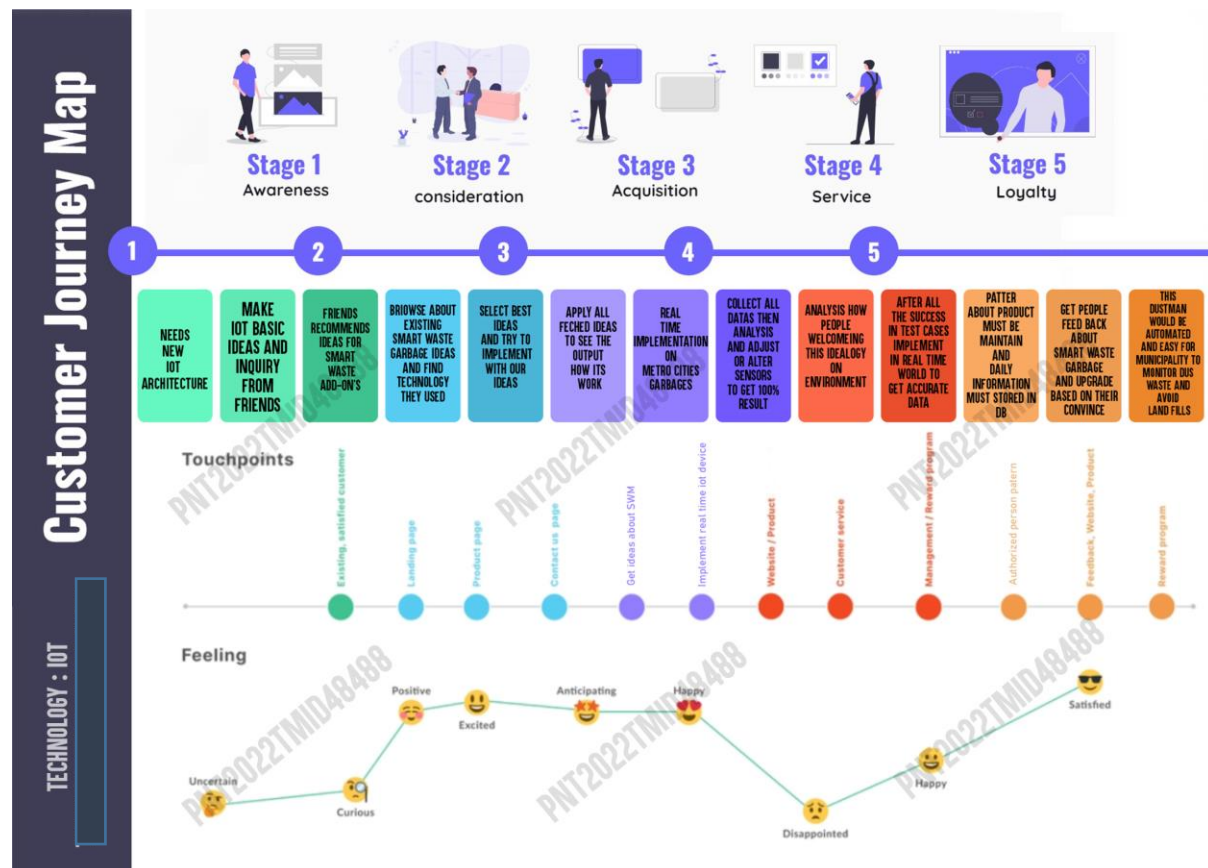 Customer Journey Map
TECHNOLOGY : IOT
Stage 1
Awareness
Stage 2
consideration
Stage 3
Acquisition
Stage 4
Service
Stage 5
Loyalty
1
2
3
4
5
NEEDS
NEW
IOT
ARCHITECTURE
MAKE
IOT BASIC
IDEAS AND
INQUIRY
FROM
FRIENDS
FRIENDS
RECOMMENDS
IDEAS FOR
SMART
WASTE
ADD-ON'S
BROWSE ABOUT
EXISTING
SMART WASTE
GARBAGE IDEAS
AND FIND
TECHNOLOGY
THEY USED
SELECT BEST
IDEAS
AND TRY TO
IMPLEMENT
WITH OUR
IDEAS
APPLY ALL
FECHED IDEAS
TO SEE THE
OUTPUT
HOW ITS
WORK
REAL
TIME
IMPLEMENTATION
ON
METRO CITIES
GARBAGES
COLLECT ALL
DATAS THEN
ANALYSIS
AND ADJUST
OR ALTER
SENSORS
TO GET 100%
RESULT
ANALYSIS HOW
PEOPLE
WELCOMEING
THIS IDEALOGY
ON
ENVIRONMENT
AFTER ALL
THE SUCCESS
IN TEST CASES
IMPLEMENT
IN REAL TIME
WORLD TO
GET ACCURATE
DATA
PATTER
ABOUT PRODUCT
MUST BE
MAINTAIN
AND
DAILY
INFORMATION
MUST STORED IN
DB
GET PEOPLE
FEED BACK
ABOUT
SMART WASTE
GARBAGE
AND UPGRADE
BASED ON THEIR
CONVINCE
THIS
DUSTMAN
WOULD BE
AUTOMATED
AND EASY FOR
MUNICIPALITY TO
MONITOR DUS
WASTE AND
AVOID
LAND FILLS
Touchpoints
Existing, satisfied customer
Landing page
Product page
Contact us page
Get ideas about SWM
Implement real time iot device
Website / Product
Customer service
Management / Reward program
Authorized person patern
Feedback, Website, Product
Reward program
PNT2022TMID48488
PNT2022TMID48488
PNT2022TMID48488
Feeling
Uncertain
Curious
Positive
Excited
Anticipating
Happy
Disappointed
Happy
Satisfied
PNT2022TMID48488
PNT2022TMID48488
PNT2022TMID48488